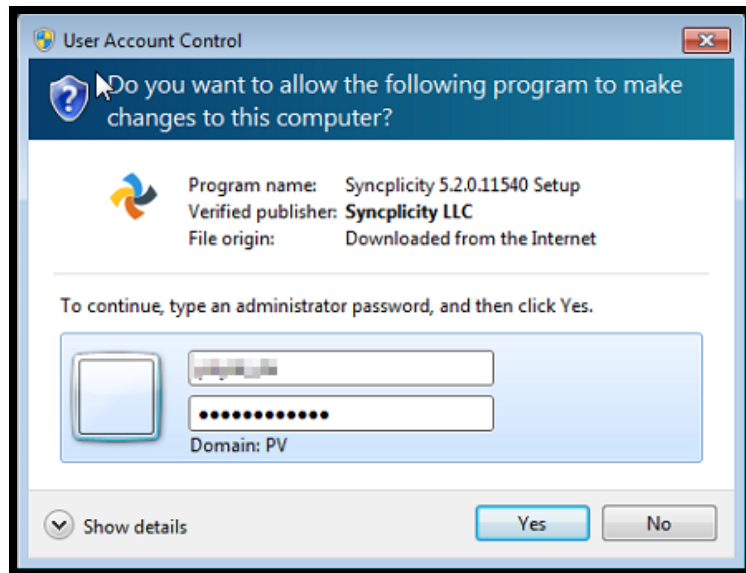 User Account Control
Do you want to allow the following program to make
changes to this computer?
Program name: Syncplicity 5.2.0.11540 Setup
Verified publisher: Syncplicity LLC
File origin: Downloaded from the Internet
To continue, type an administrator password, and then click Yes.
••••••••••••
Domain: PV
Show details
Yes
No